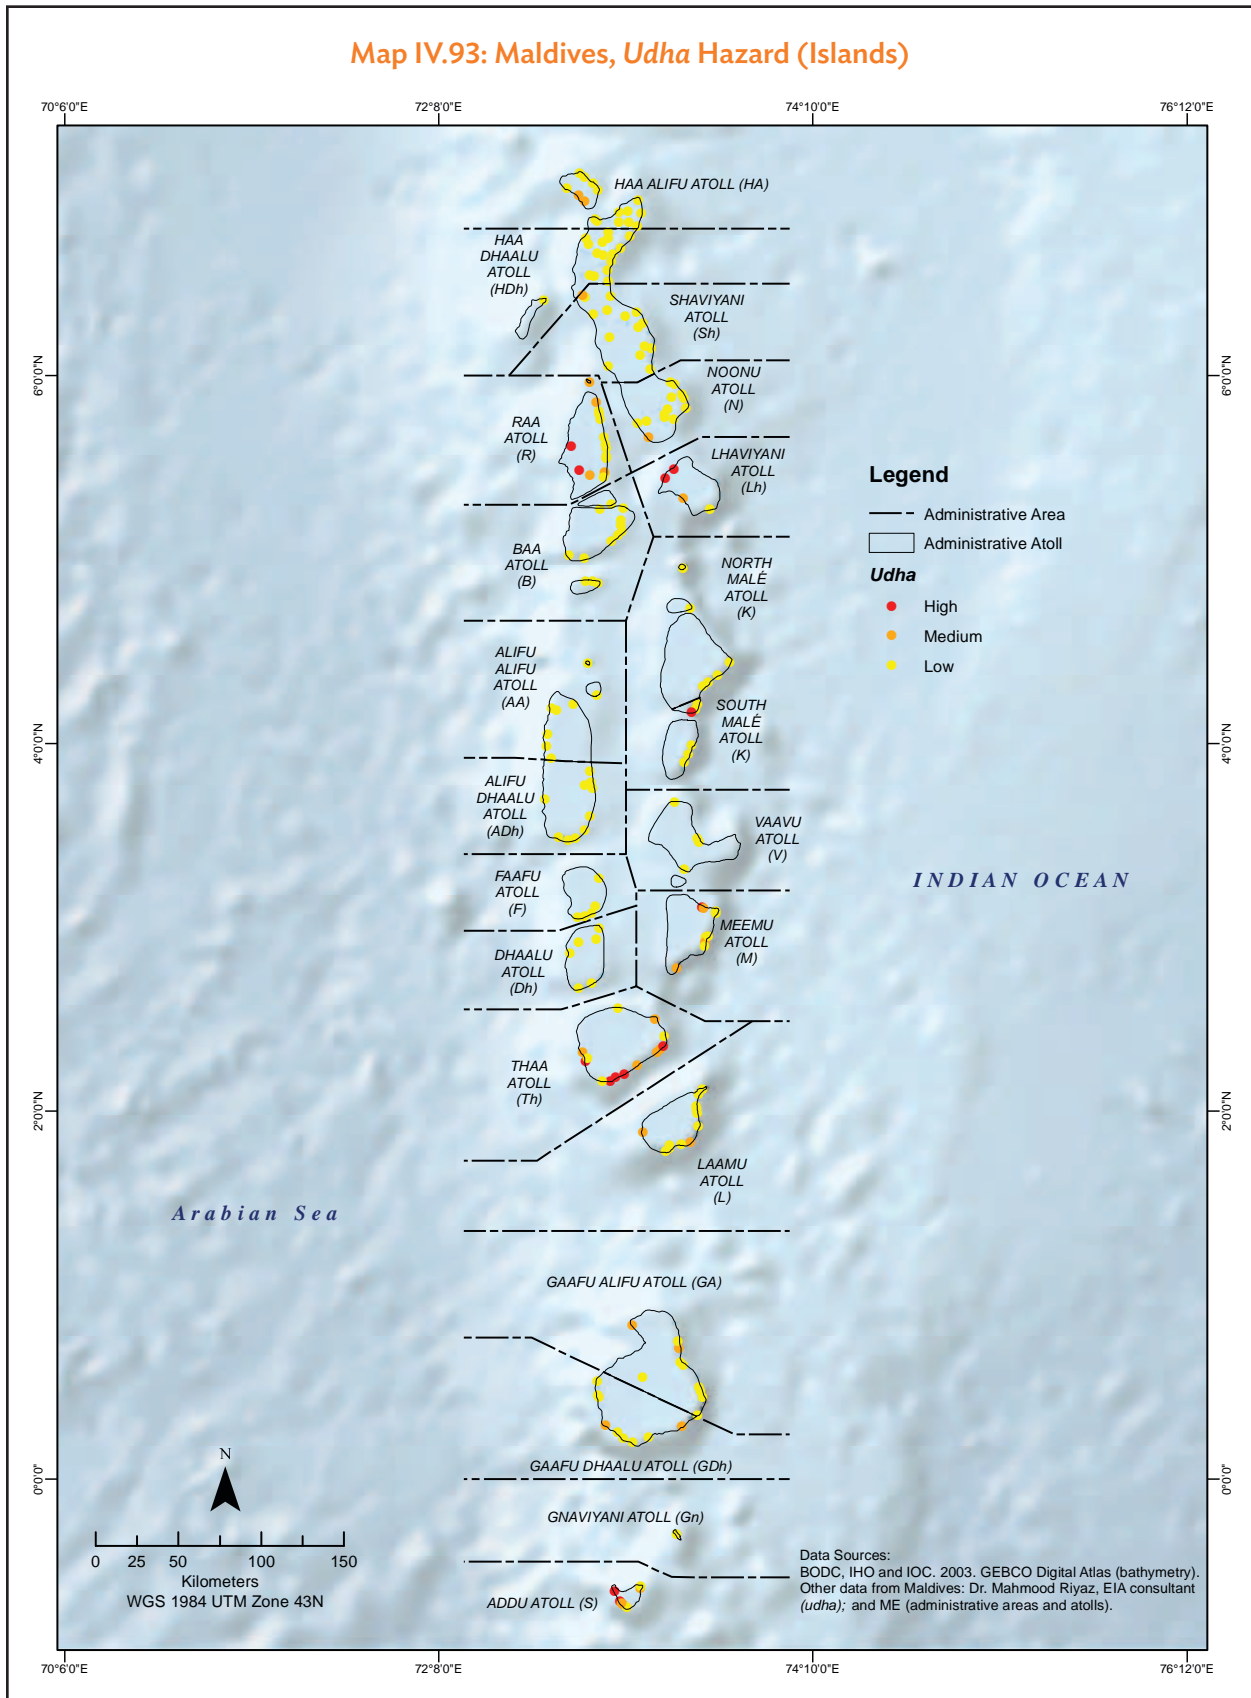 Map IV.93: Maldives, Udha Hazard (Islands)
70°6'0"E
72°8'0"E
74°10'0"E
76°12'0"E
HAA ALIFU ATOLL (HA)
HAA
DHAALU
ATOLL
(HDh)
SHAVIYANI
ATOLL
(Sh)
6°0'0"N
6°0'0"N
NOONU
ATOLL
(N)
RAA
ATOLL
(R)
LHAVIYANI
ATOLL
(Lh)
Legend
Administrative Area
Administrative Atoll
Udha
High
Medium
Low
BAA
ATOLL
(B)
NORTH
MALÉ
ATOLL
(K)
ALIFU
ALIFU
ATOLL
(AA)
SOUTH
MALÉ
ATOLL
(K)
4°0'0"N
4°0'0"N
ALIFU
DHAALU
ATOLL
(ADh)
VAAVU
ATOLL
(V)
FAAFU
ATOLL
(F)
INDIAN OCEAN
MEEMU
ATOLL
(M)
DHAALU
ATOLL
(Dh)
THAA
ATOLL
(Th)
2°0'0"N
2°0'0"N
LAAMU
ATOLL
(L)
Arabian Sea
GAAFU ALIFU ATOLL (GA)
N
GAAFU DHAALU ATOLL (GDh)
0°0'0"
0°0'0"
GNAVIYANI ATOLL (Gn)
0 25 50 100 150
Kilometers
WGS 1984 UTM Zone 43N
ADDU ATOLL (S)
Data Sources:
BODC, IHO and IOC. 2003. GEBCO Digital Atlas (bathymetry).
Other data from Maldives: Dr. Mahmood Riyaz, EIA consultant
(udha); and ME (administrative areas and atolls).
70°6'0"E
72°8'0"E
74°10'0"E
76°12'0"E